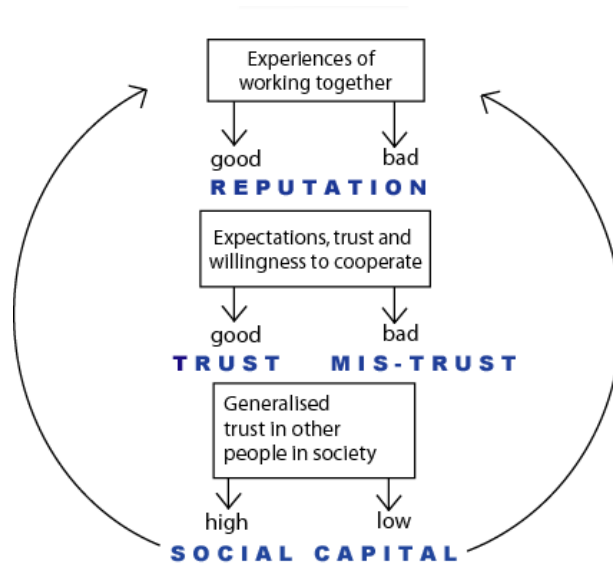 Experiences of
working together
good bad
REPUTATION
Expectations, trust and
willingness to cooperate
good bad
TRUST MIS-TRUST
Generalised
trust in other
people in society
high low
SOCIAL CAPITAL